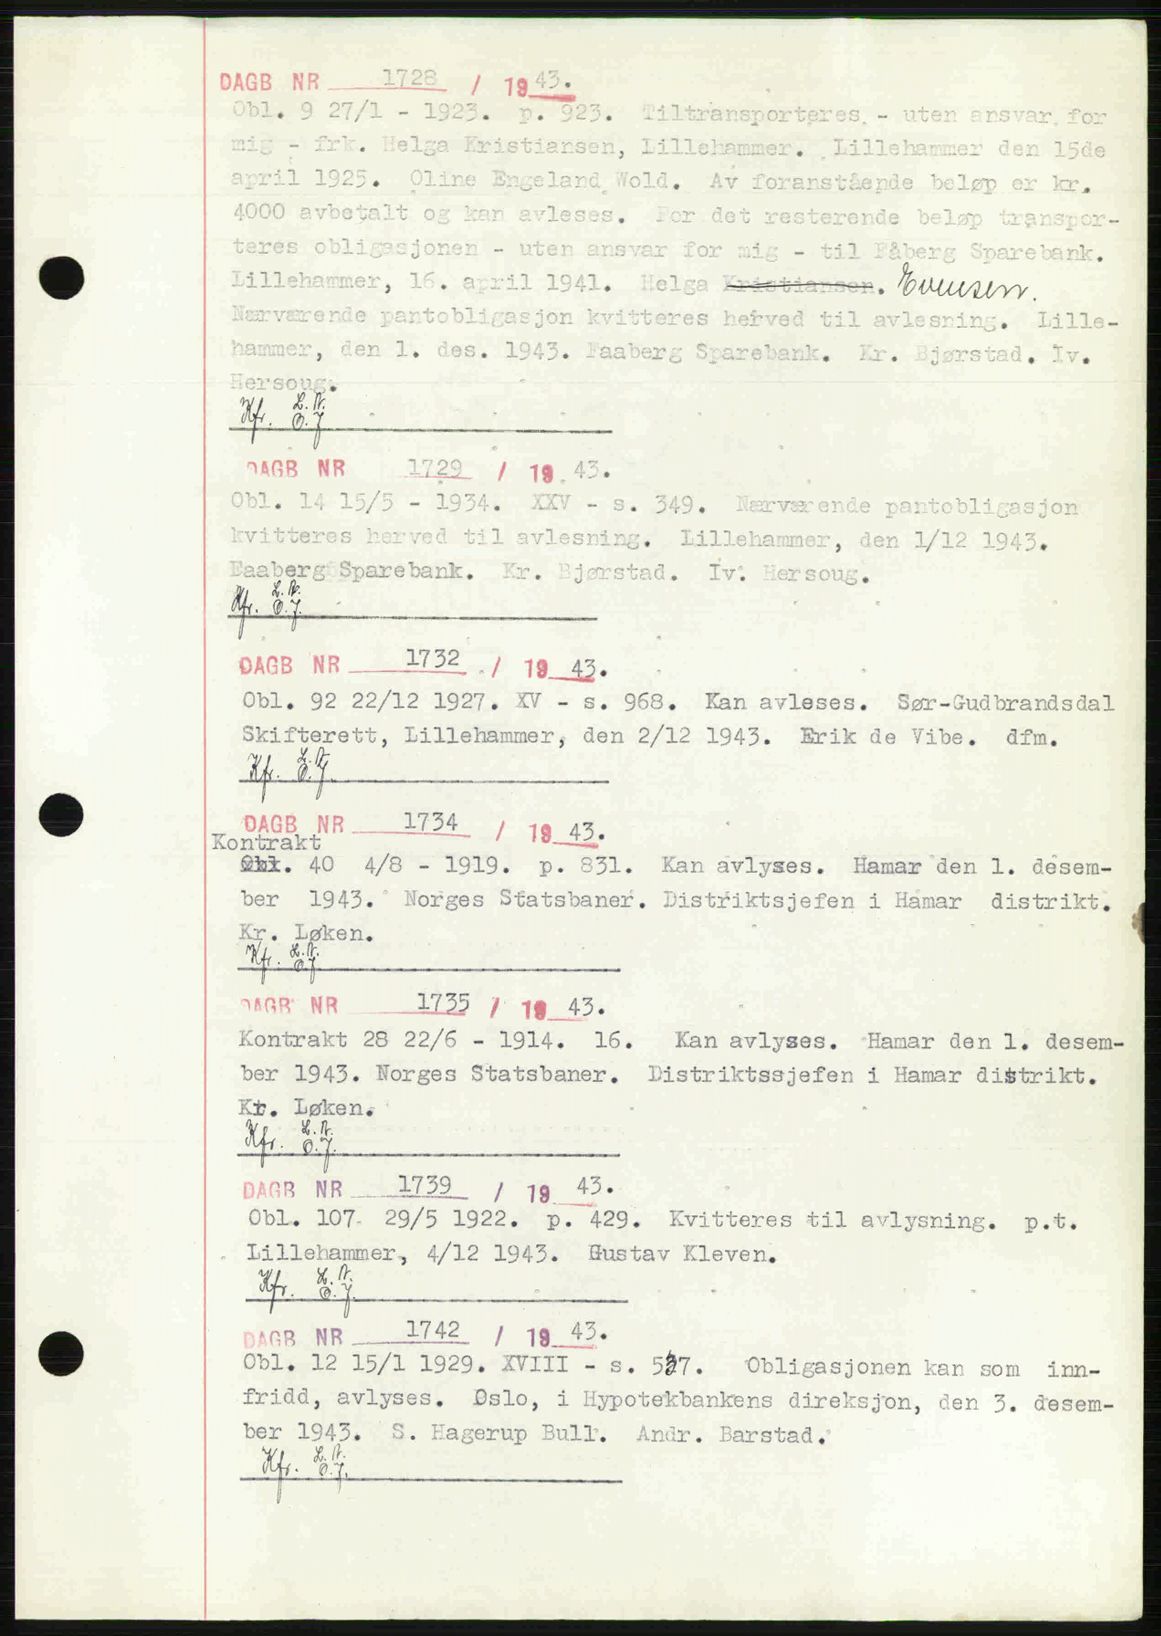 DAGB NR 1728 / 1943.
Obl. 9 27/1 - 1923. p. 923. Tiltransporteres - uten ansvar for
mig - frk. Helga Kristiansen, Lillehammer. Lillehammer den 15de
april 1925. Oline Engeland Wold. Av foranstående beløp er kr.
4000 avbetalt og kan avleses. For det resterende beløp transpor-
teres obligasjonen - uten ansvar for mig - til Fåberg Sparebank.
Lillehammer, 16. april 1941. Helga Kristiansen. Evensen.
Nærværende pantobligasjon kvitteres herved til avlesning. Lille-
hammer, den 1. des. 1943. Faaberg Sparebank. Kr. Bjørstad. Iv.
Hersoug.
Kfr. L.N.
O.J
DAGB NR 1729 / 1943.
Obl. 14 15/5 - 1934. XXV - s. 349. Nærværende pantobligasjon
kvitteres herved til avlesning. Lillehammer, den 1/12 1943.
Faaberg Sparebank. Kr. Bjørstad. Iv. Hersoug.
Kfr. L.N.
O.J.
DAGB NR 1732 / 1943.
Obl. 92 22/12 1927. XV - s. 968. Kan avleses. Sør-Gudbrandsdal
Skifterett, Lillehammer, den 2/12 1943. Erik de Vibe. dfm.
Kfr. L.N.
O.J
DAGB NR 1734 / 1943.
Kontrakt
Obl. 40 4/8 - 1919. p. 831. Kan avlyses. Hamar den 1. desem-
ber 1943. Norges Statsbaner. Distriktsjefen i Hamar distrikt.
Kr. Løken.
Kfr. L.N.
O.J
DAGB NR 1735 / 1943.
Kontrakt 28 22/6 - 1914. 16. Kan avlyses. Hamar den 1. desem-
ber 1943. Norges Statsbaner. Distriktssjefen i Hamar distrikt.
Kr. Løken.
Kfr. L.N.
O.J.
DAGB NR 1739 / 1943.
Obl. 107 29/5 1922. p. 429. Kvitteres til avlysning. p.t.
Lillehammer, 4/12 1943. Gustav Kleven.
Kfr. L.N.
O.J.
DAGB NR 1742 / 1943.
Obl. 12 15/1 1929. XVIII - s. 537. Obligasjonen kan som inn-
fridd, avlyses. Oslo, i Hypotekbankens direksjon, den 3. desem-
ber 1943. S. Hagerup Bull. Andr. Barstad.
Kfr. L.N.
O.J.